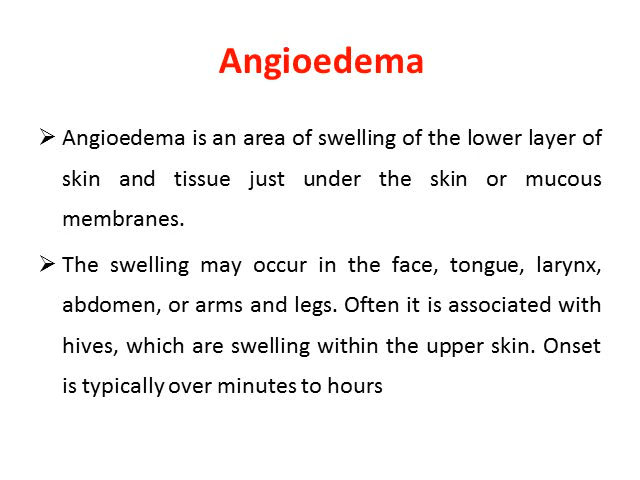 Angioedema
➢ Angioedema is an area of swelling of the lower layer of
skin and tissue just under the skin or mucous
membranes.
➢ The swelling may occur in the face, tongue, larynx,
abdomen, or arms and legs. Often it is associated with
hives, which are swelling within the upper skin. Onset
is typically over minutes to hours